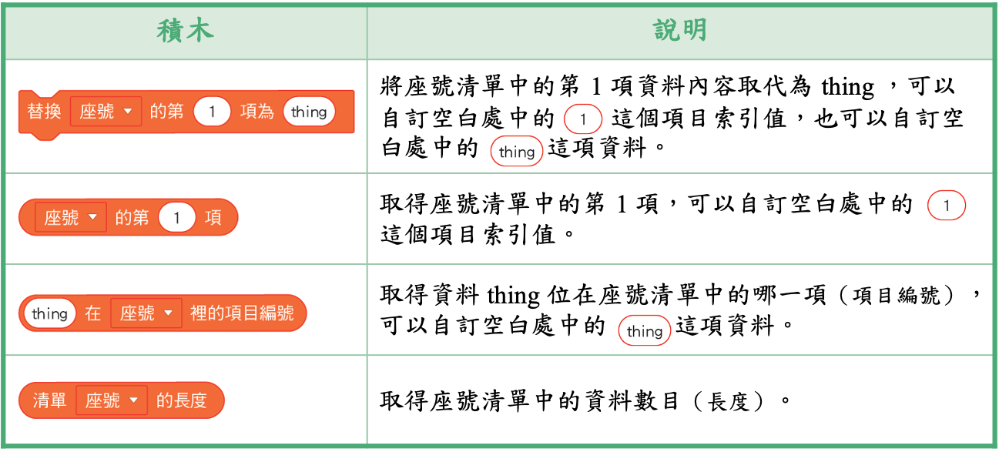 積木
說明
替換 座號 的第 1 項為 thing
將座號清單中的第 1 項資料內容取代為 thing ，可以
自訂空白處中的 1 這個項目索引值，也可以自訂空
白處中的 thing 這項資料。
座號 的第 1 項
取得座號清單中的第 1 項，可以自訂空白處中的 1
這個項目索引值。
thing 在 座號 裡的項目編號
取得資料 thing 位在座號清單中的哪一項（項目編號），
可以自訂空白處中的 thing 這項資料。
清單 座號 的長度
取得座號清單中的資料數目（長度）。